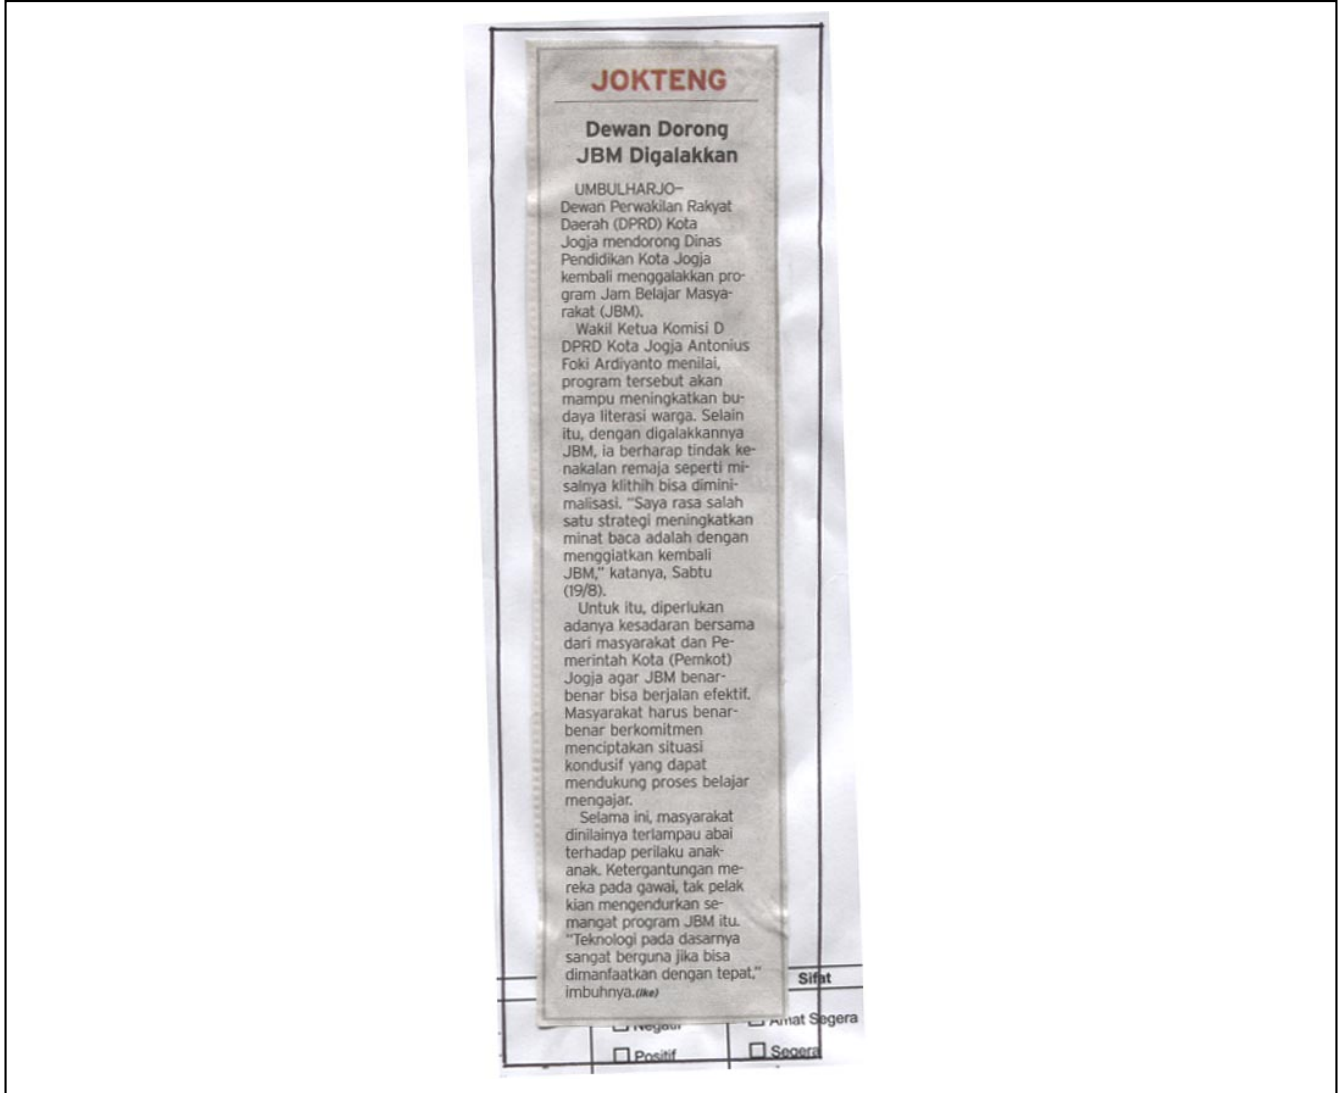 JOKTENG
Dewan Dorong
JBM Digalakkan
UMBULHARJO–
Dewan Perwakilan Rakyat
Daerah (DPRD) Kota
Jogja mendorong Dinas
Pendidikan Kota Jogja
kembali menggalakkan pro-
gram Jam Belajar Masya-
rakat (JBM).
Wakil Ketua Komisi D
DPRD Kota Jogja Antonius
Foki Ardiyanto menilai,
program tersebut akan
mampu meningkatkan bu-
daya literasi warga. Selain
itu, dengan digalakkannya
JBM, ia berharap tindak ke-
nakalan remaja seperti mi-
salnya klithih bisa dimini-
malisasi. "Saya rasa salah
satu strategi meningkatkan
minat baca adalah dengan
menggiatkan kembali
JBM," katanya, Sabtu
(19/8).
Untuk itu, diperlukan
adanya kesadaran bersama
dari masyarakat dan Pe-
merintah Kota (Pemkot)
Jogja agar JBM benar-
benar bisa berjalan efektif.
Masyarakat harus benar-
benar berkomitmen
menciptakan situasi
kondusif yang dapat
mendukung proses belajar
mengajar.
Selama ini, masyarakat
dinilainya terlampau abai
terhadap perilaku anak-
anak. Ketergantungan me-
reka pada gawai, tak pelak
kian mengendurkan se-
mangat program JBM itu.
"Teknologi pada dasarnya
sangat berguna jika bisa
dimanfaatkan dengan tepat,"
imbuhnya.(ike)
Sifat
Negatif
Amat Segera
Positif
Segera